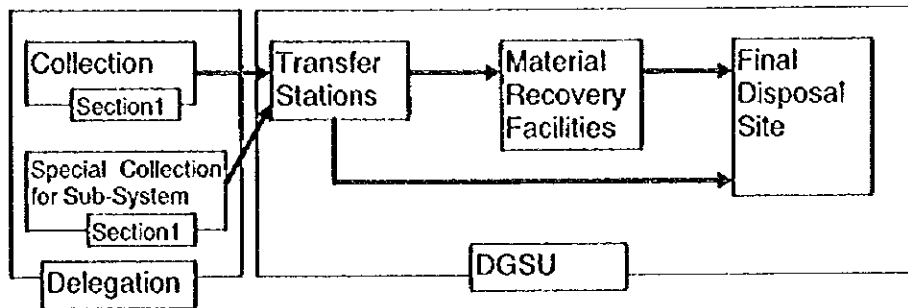 Collection
Section1
Special Collection
for Sub-System
Section1
Delegation
Transfer
Stations
Material
Recovery
Facilities
Final
Disposal
Site
DGSU